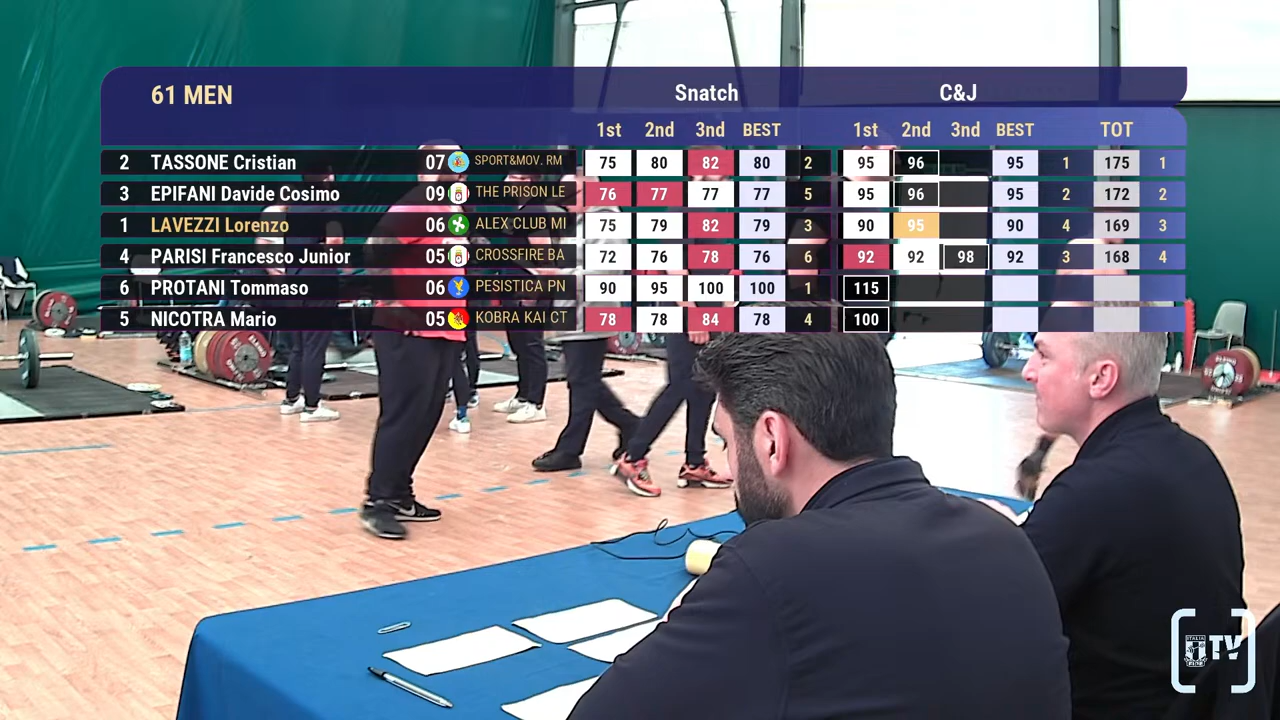 61 MEN Snatch C&J
1st 2nd 3rd BEST 1st 2nd 3rd BEST TOT
2 TASSONE Cristian 07 SPORT&MOV. RM 75 80 82 80 2 95 96 95 1 175 1
3 EPIFANI Davide Cosimo 09 THE PRISON LE 76 77 77 77 5 95 96 95 2 172 2
1 LAVEZZI Lorenzo 06 ALEX CLUB MI 75 79 82 79 3 90 95 90 4 169 3
4 PARISI Francesco Junior 05 CROSSFIRE BA 72 76 78 76 6 92 92 98 92 3 168 4
6 PROTANI Tommaso 06 PESISTICA PN 90 95 100 100 1 115
5 NICOTRA Mario 05 KOBRA KAI CT 78 78 84 78 4 100
ITALIA
TV